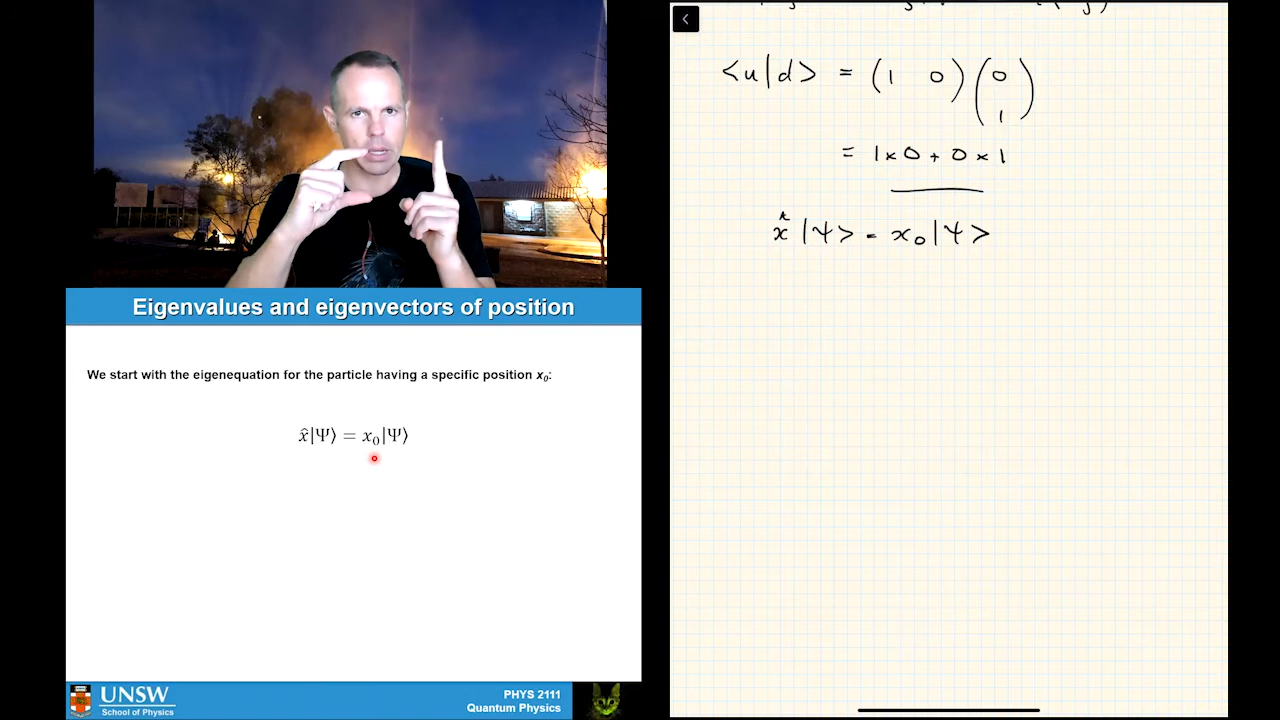 Eigenvalues and eigenvectors of position
We start with the eigenequation for the particle having a specific position x₀:
x̂|Ψ⟩ = x₀|Ψ⟩
UNSW
School of Physics
PHYS 2111
Quantum Physics
<u|d> = (1 0)(0
1)
= 1×0 + 0×1
x̂|Ψ> = x₀|Ψ>